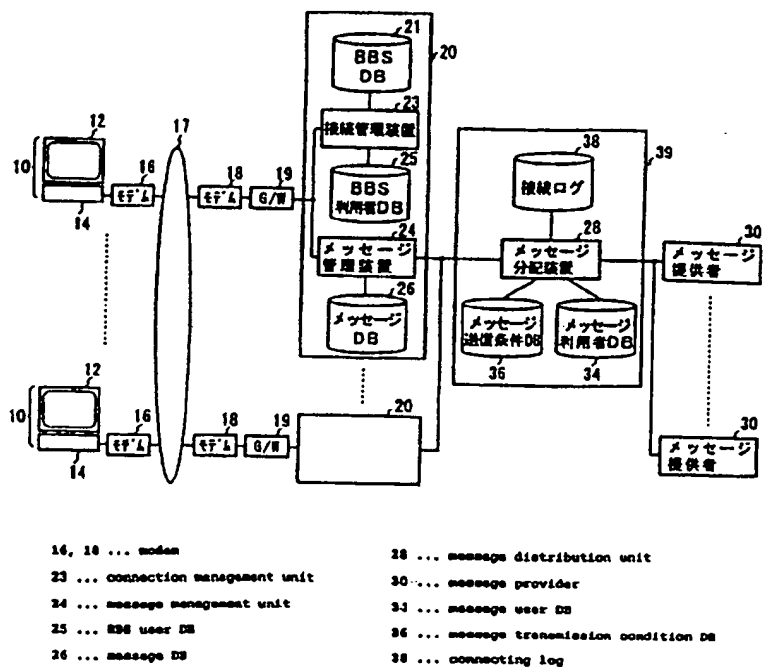 21
20
BBS
DB
23
接続管理装置
25
BBS
利用者DB
24
メッセージ
管理装置
26
メッセージ
DB
12
10
14
16
モデム
17
18
モデム
19
G/W
38
39
接続ログ
28
メッセージ
分配装置
メッセージ
送信条件DB
36
メッセージ
利用者DB
34
30
メッセージ
提供者
12
10
14
16
モデム
18
モデム
19
G/W
20
30
メッセージ
提供者
16, 18 ... modem
23 ... connection management unit
24 ... message management unit
25 ... BBS user DB
26 ... message DB
28 ... message distribution unit
30 ... message provider
34 ... message user DB
36 ... message transmission condition DB
38 ... connecting log